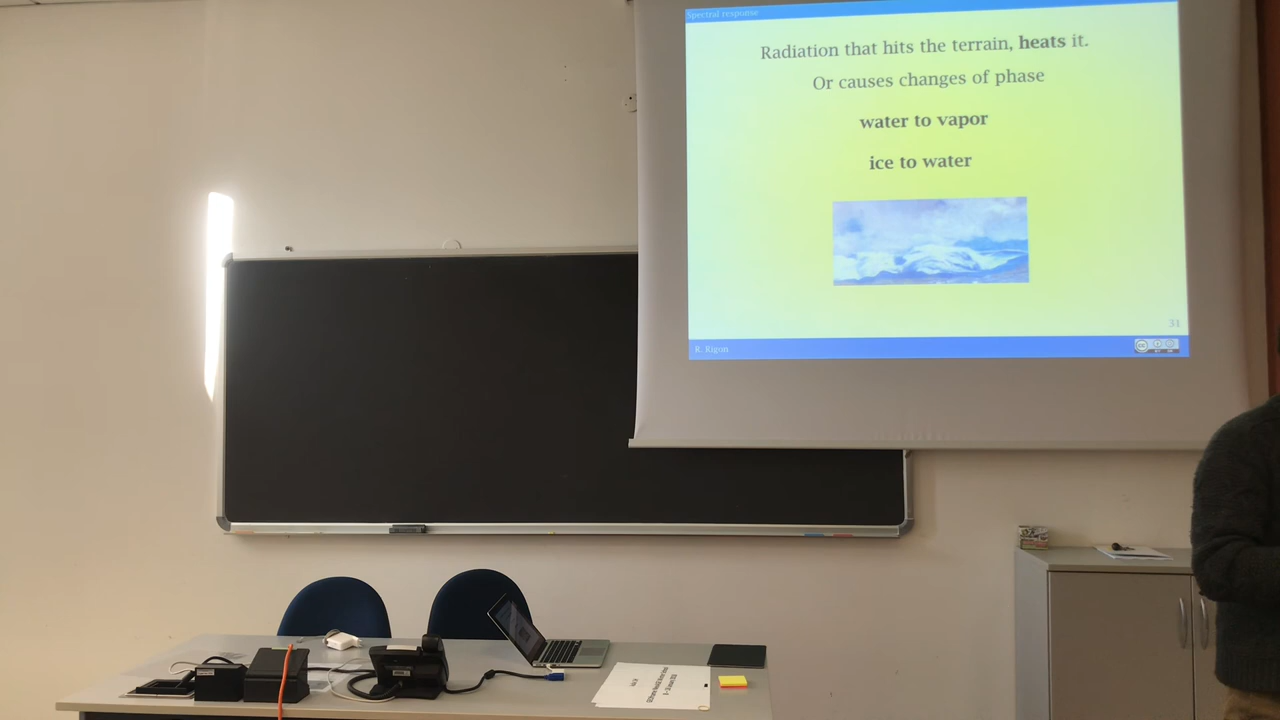 Spectral response
Radiation that hits the terrain, heats it.
Or causes changes of phase
water to vapor
ice to water
31
R. Rigon
cc